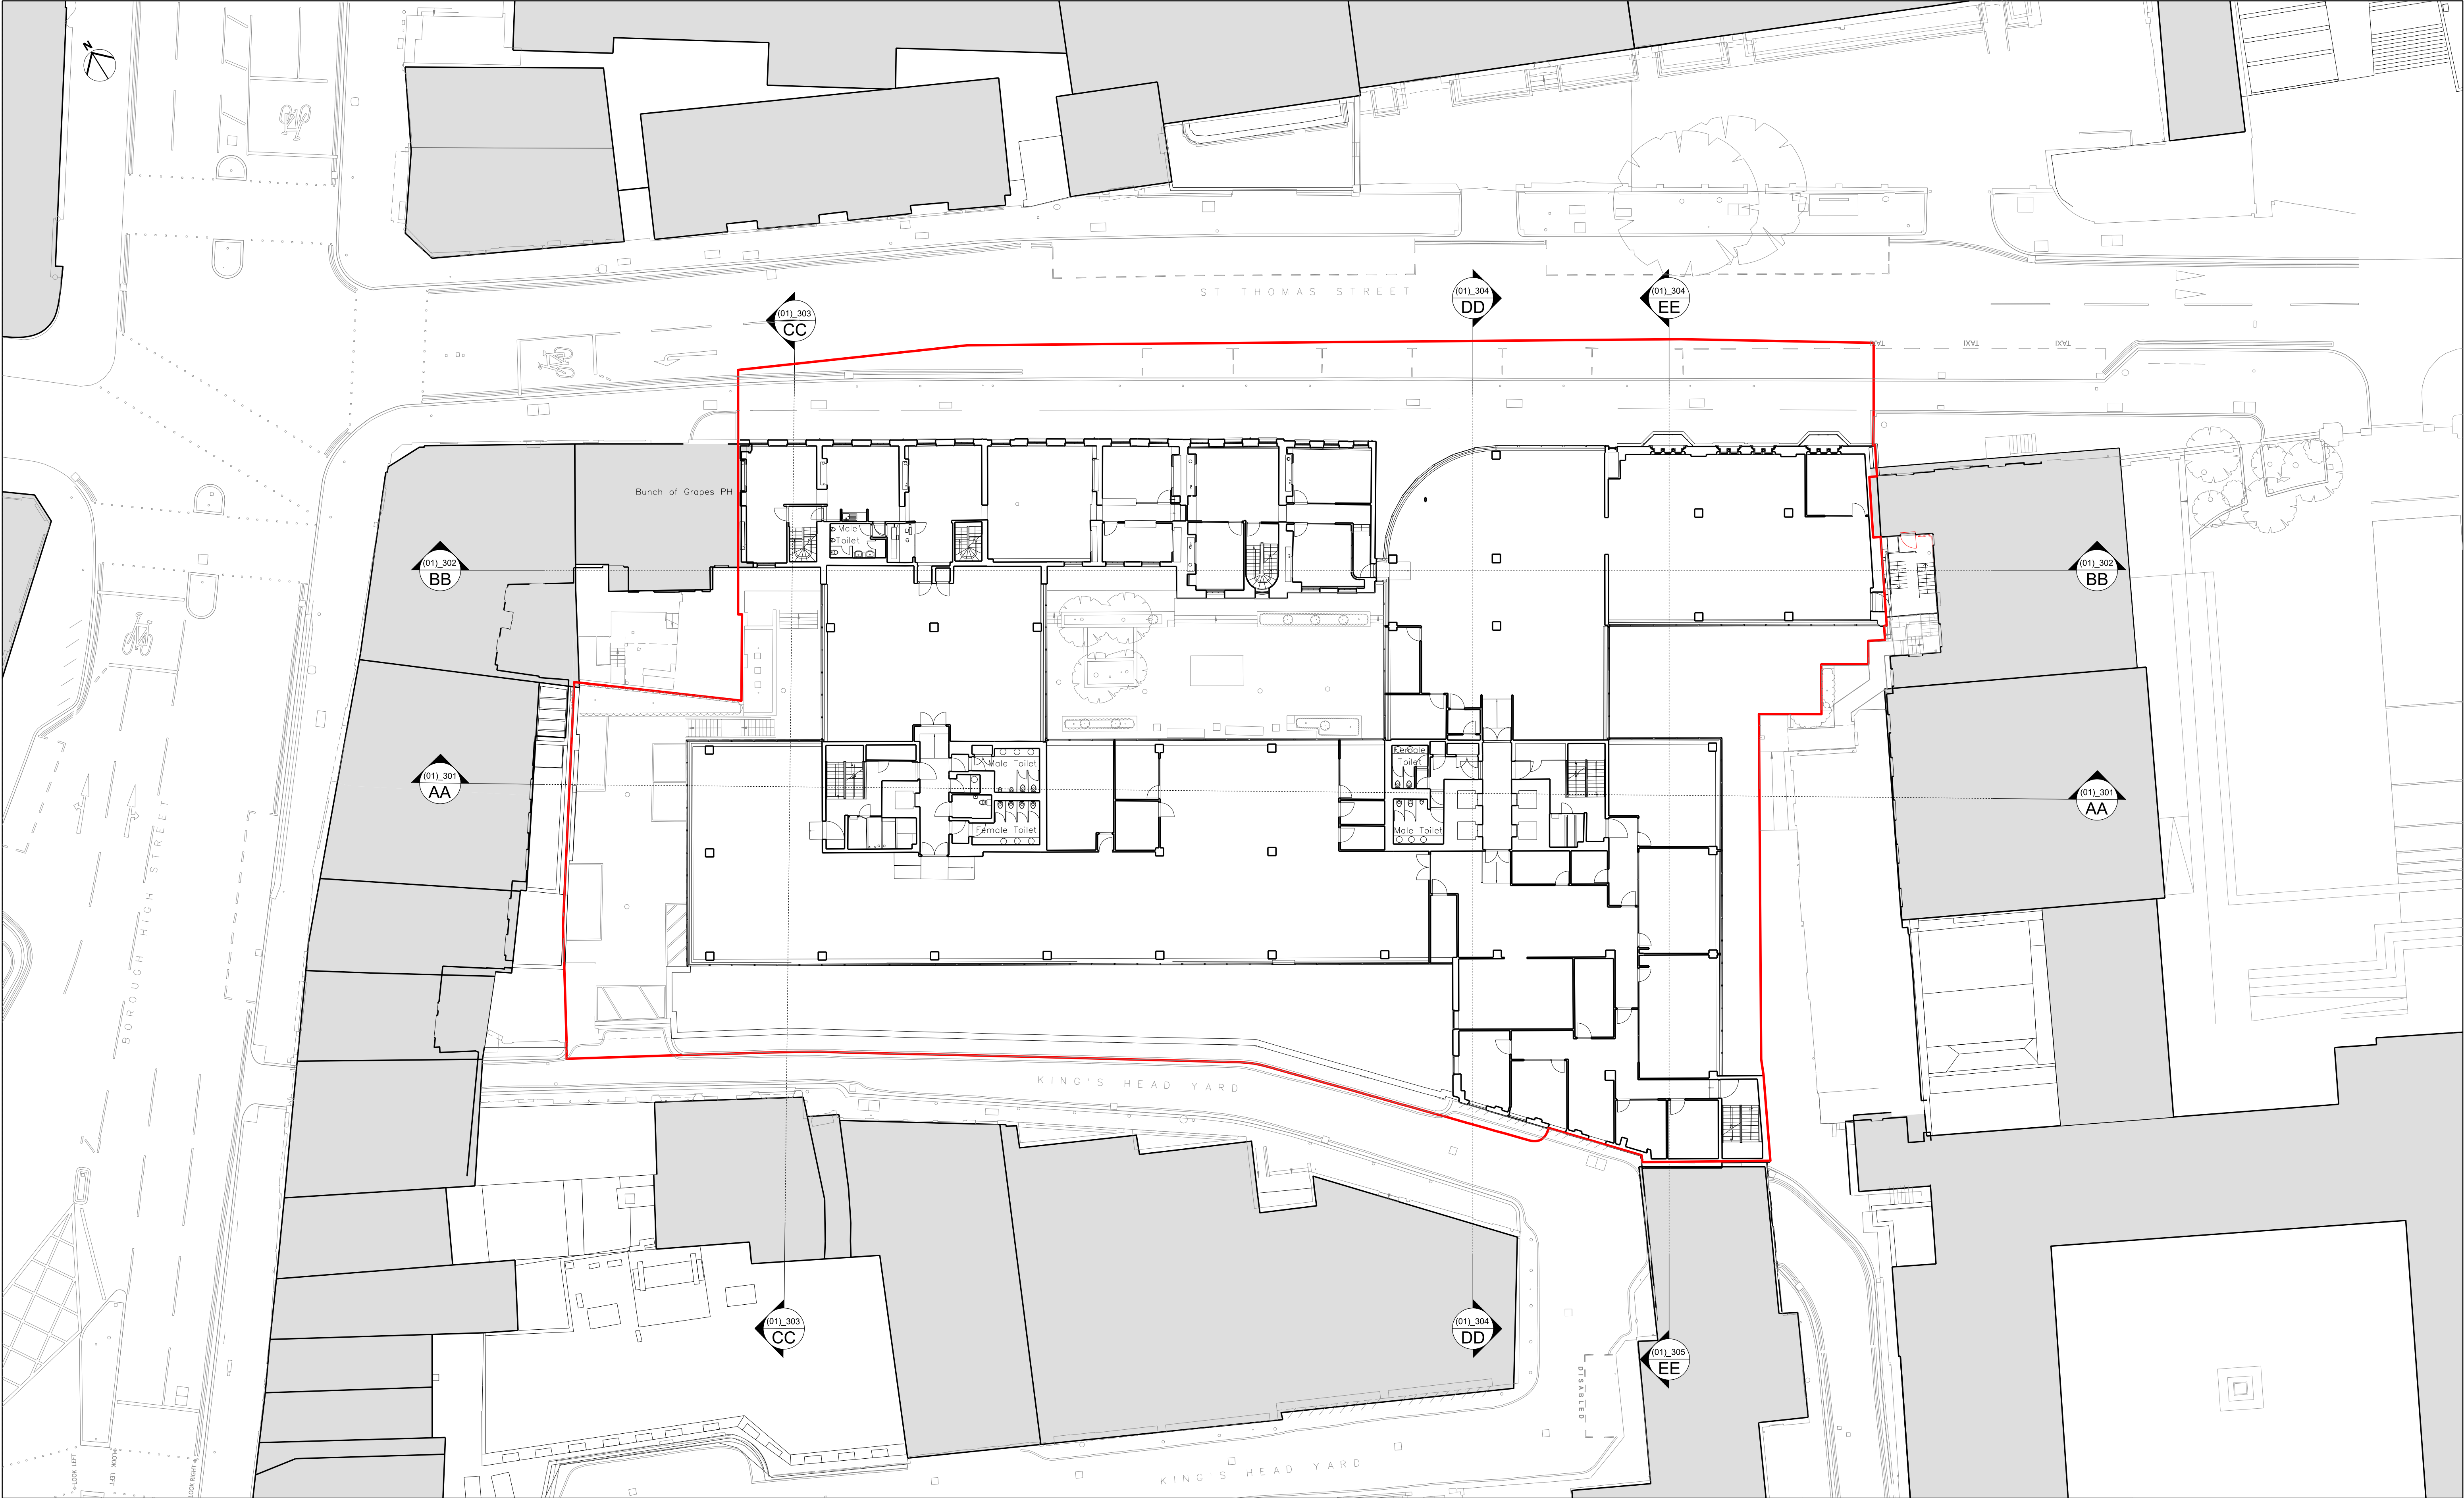 N
ST THOMAS STREET
(01)_303
CC
(01)_304
DD
(01)_304
EE
TAXI
TAXI
TAXI
Bunch of Grapes PH
Male
Toilet
(01)_302
BB
(01)_302
BB
(01)_301
AA
(01)_301
AA
Male Toilet
Female Toilet
Female
Toilet
Male Toilet
BOROUGH HIGH STREET
KING'S HEAD YARD
(01)_303
CC
(01)_304
DD
(01)_305
EE
DISABLED
KING'S HEAD YARD
LOOK LEFT
LOOK LEFT
LOOK RIGHT